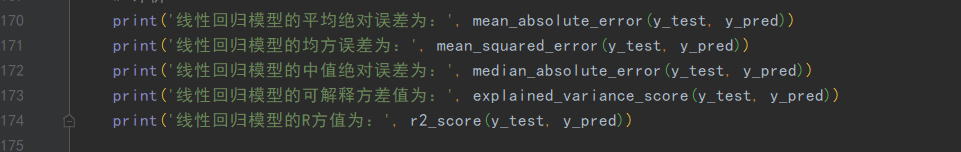 170 print('线性回归模型的平均绝对误差为：', mean_absolute_error(y_test, y_pred))
171 print('线性回归模型的均方误差为：', mean_squared_error(y_test, y_pred))
172 print('线性回归模型的中值绝对误差为：', median_absolute_error(y_test, y_pred))
173 print('线性回归模型的可解释方差值为：', explained_variance_score(y_test, y_pred))
174 print('线性回归模型的R方值为：', r2_score(y_test, y_pred))
175